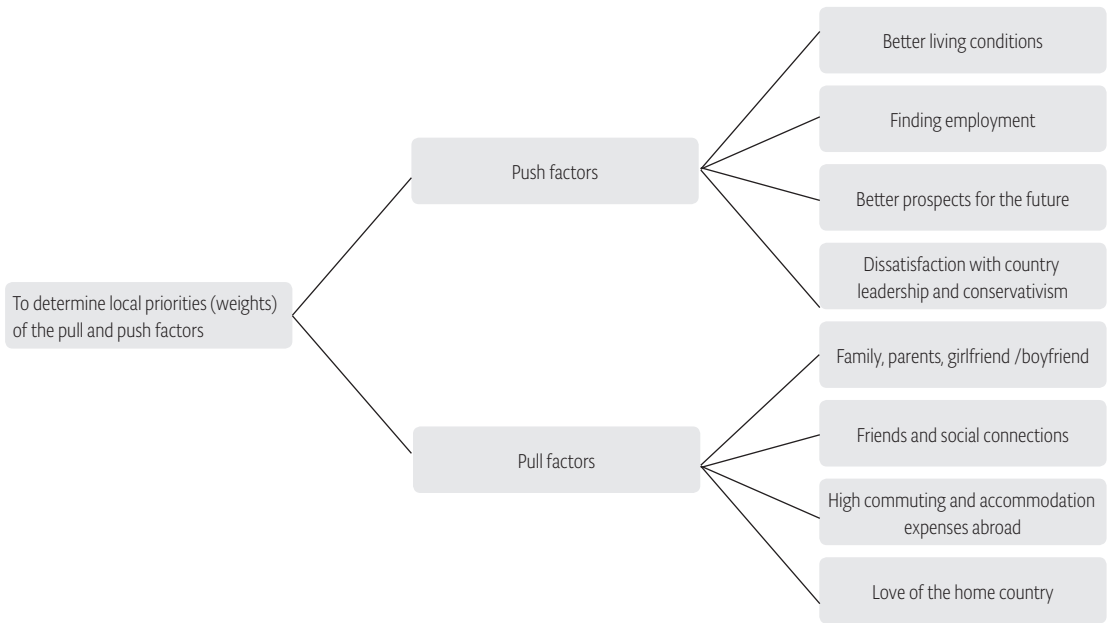 To determine local priorities (weights)
of the pull and push factors
Push factors
Better living conditions
Finding employment
Better prospects for the future
Dissatisfaction with country
leadership and conservativism
Pull factors
Family, parents, girlfriend /boyfriend
Friends and social connections
High commuting and accommodation
expenses abroad
Love of the home country